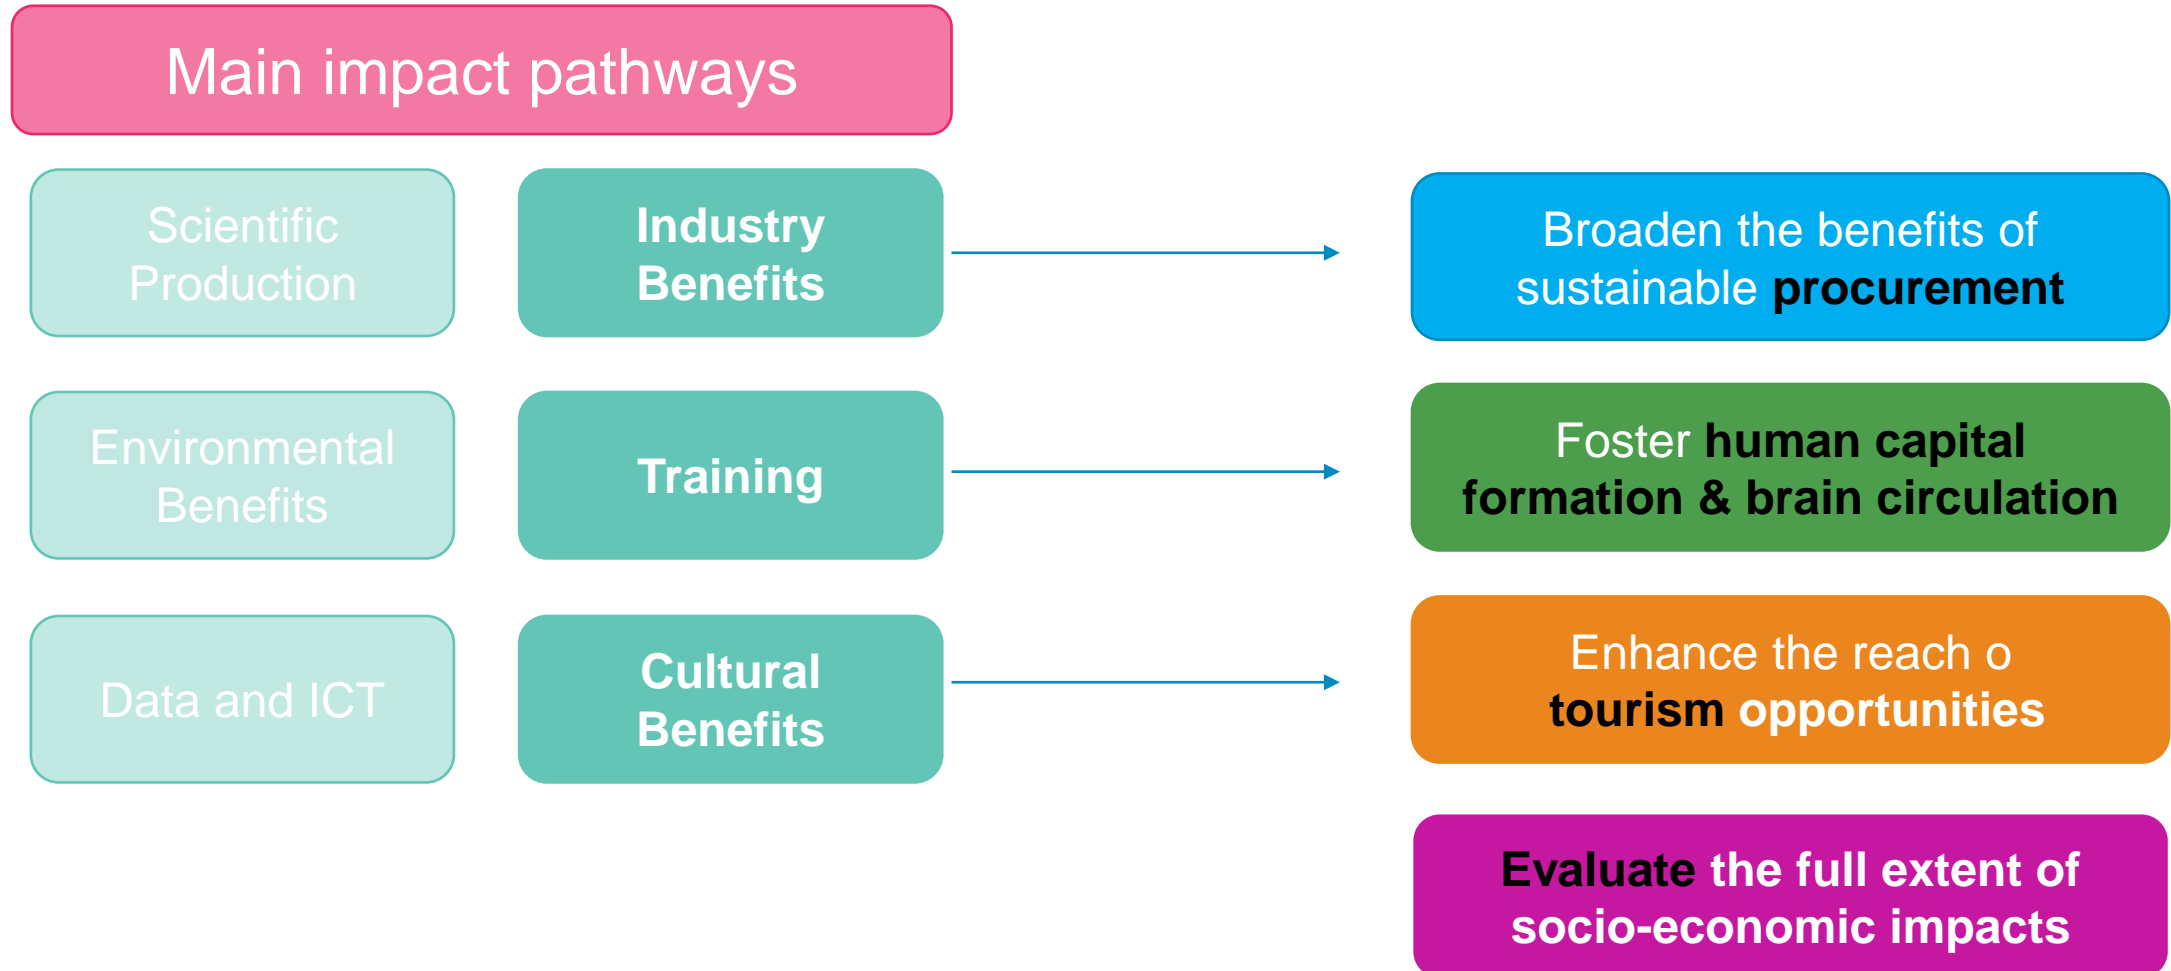 Main impact pathways
Scientific
Production
Industry
Benefits
Broaden the benefits of
sustainable procurement
Environmental
Benefits
Training
Foster human capital
formation & brain circulation
Data and ICT
Cultural
Benefits
Enhance the reach o
tourism opportunities
Evaluate the full extent of
socio-economic impacts